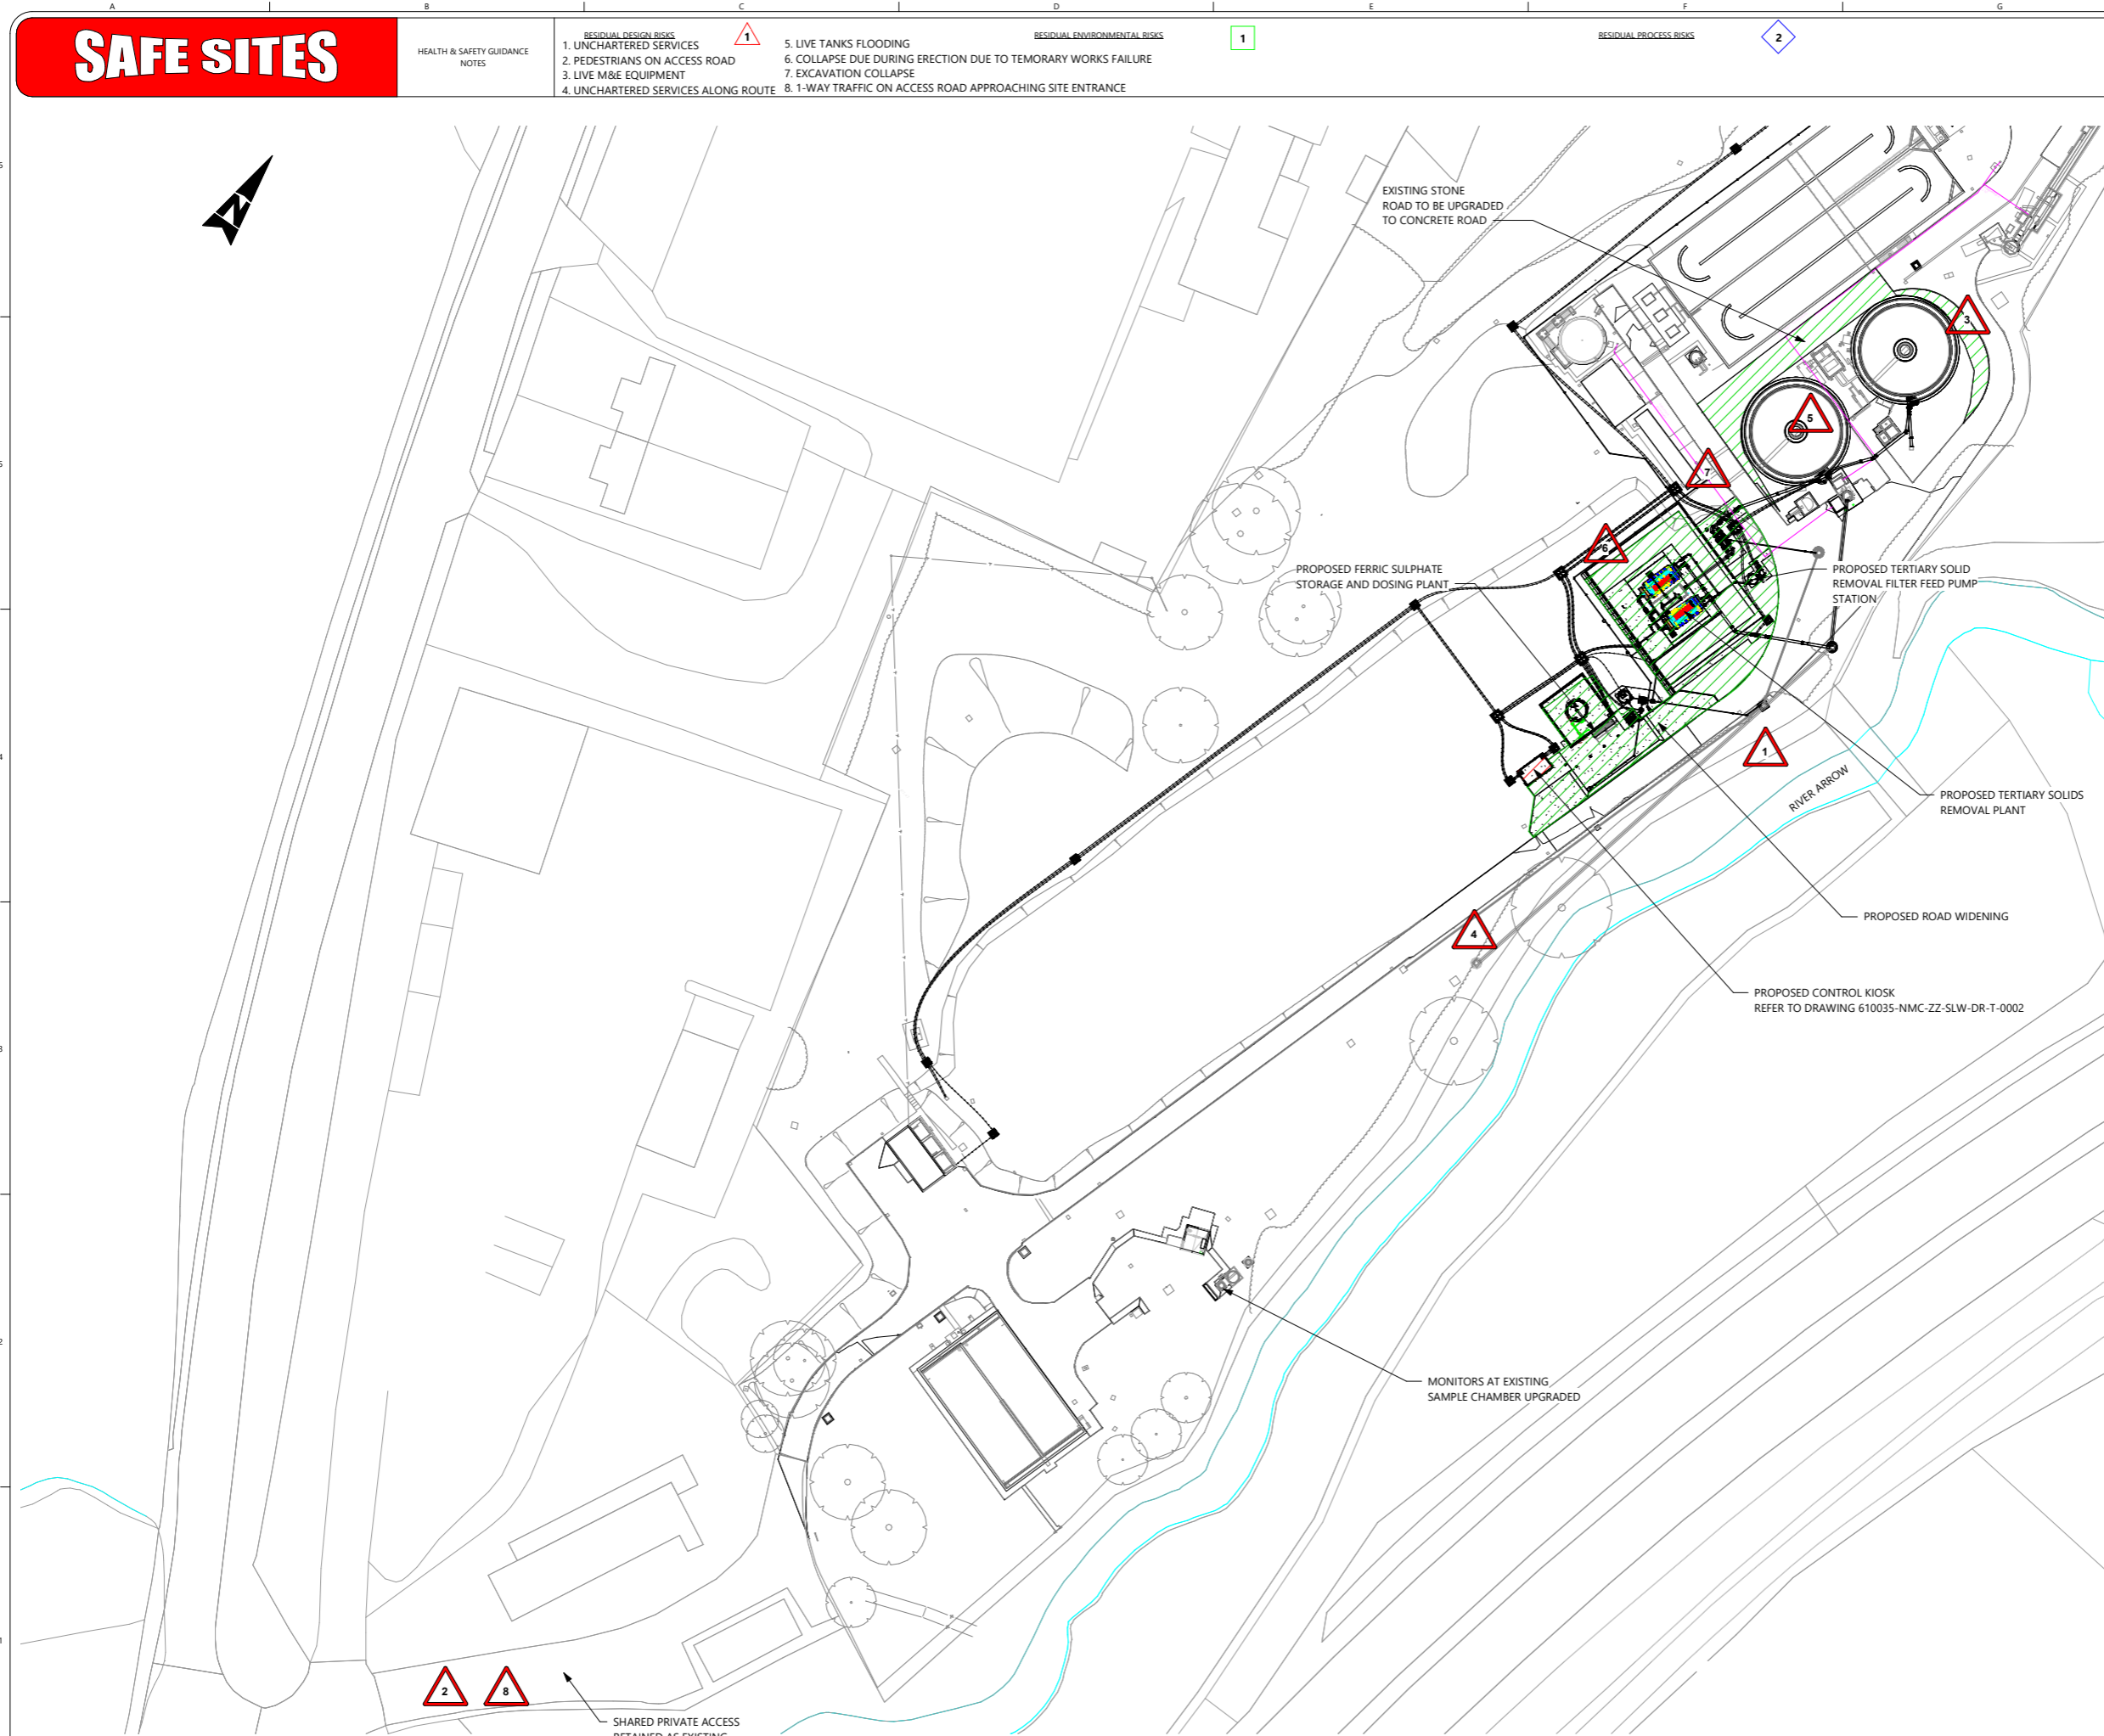 A B C D E F G
SAFE SITES
HEALTH & SAFETY GUIDANCE
NOTES
RESIDUAL DESIGN RISKS
1
1. UNCHARTERED SERVICES
2. PEDESTRIANS ON ACCESS ROAD
3. LIVE M&E EQUIPMENT
4. UNCHARTERED SERVICES ALONG ROUTE
5. LIVE TANKS FLOODING
6. COLLAPSE DUE DURING ERECTION DUE TO TEMORARY WORKS FAILURE
7. EXCAVATION COLLAPSE
8. 1-WAY TRAFFIC ON ACCESS ROAD APPROACHING SITE ENTRANCE
RESIDUAL ENVIRONMENTAL RISKS
1
RESIDUAL PROCESS RISKS
2
N
EXISTING STONE
ROAD TO BE UPGRADED
TO CONCRETE ROAD
3
5
7
6
PROPOSED FERRIC SULPHATE
STORAGE AND DOSING PLANT
PROPOSED TERTIARY SOLID
REMOVAL FILTER FEED PUMP
STATION
1
RIVER ARROW
PROPOSED TERTIARY SOLIDS
REMOVAL PLANT
PROPOSED ROAD WIDENING
4
PROPOSED CONTROL KIOSK
REFER TO DRAWING 610035-NMC-ZZ-SLW-DR-T-0002
MONITORS AT EXISTING
SAMPLE CHAMBER UPGRADED
2
8
SHARED PRIVATE ACCESS
RETAINED AS EXISTING